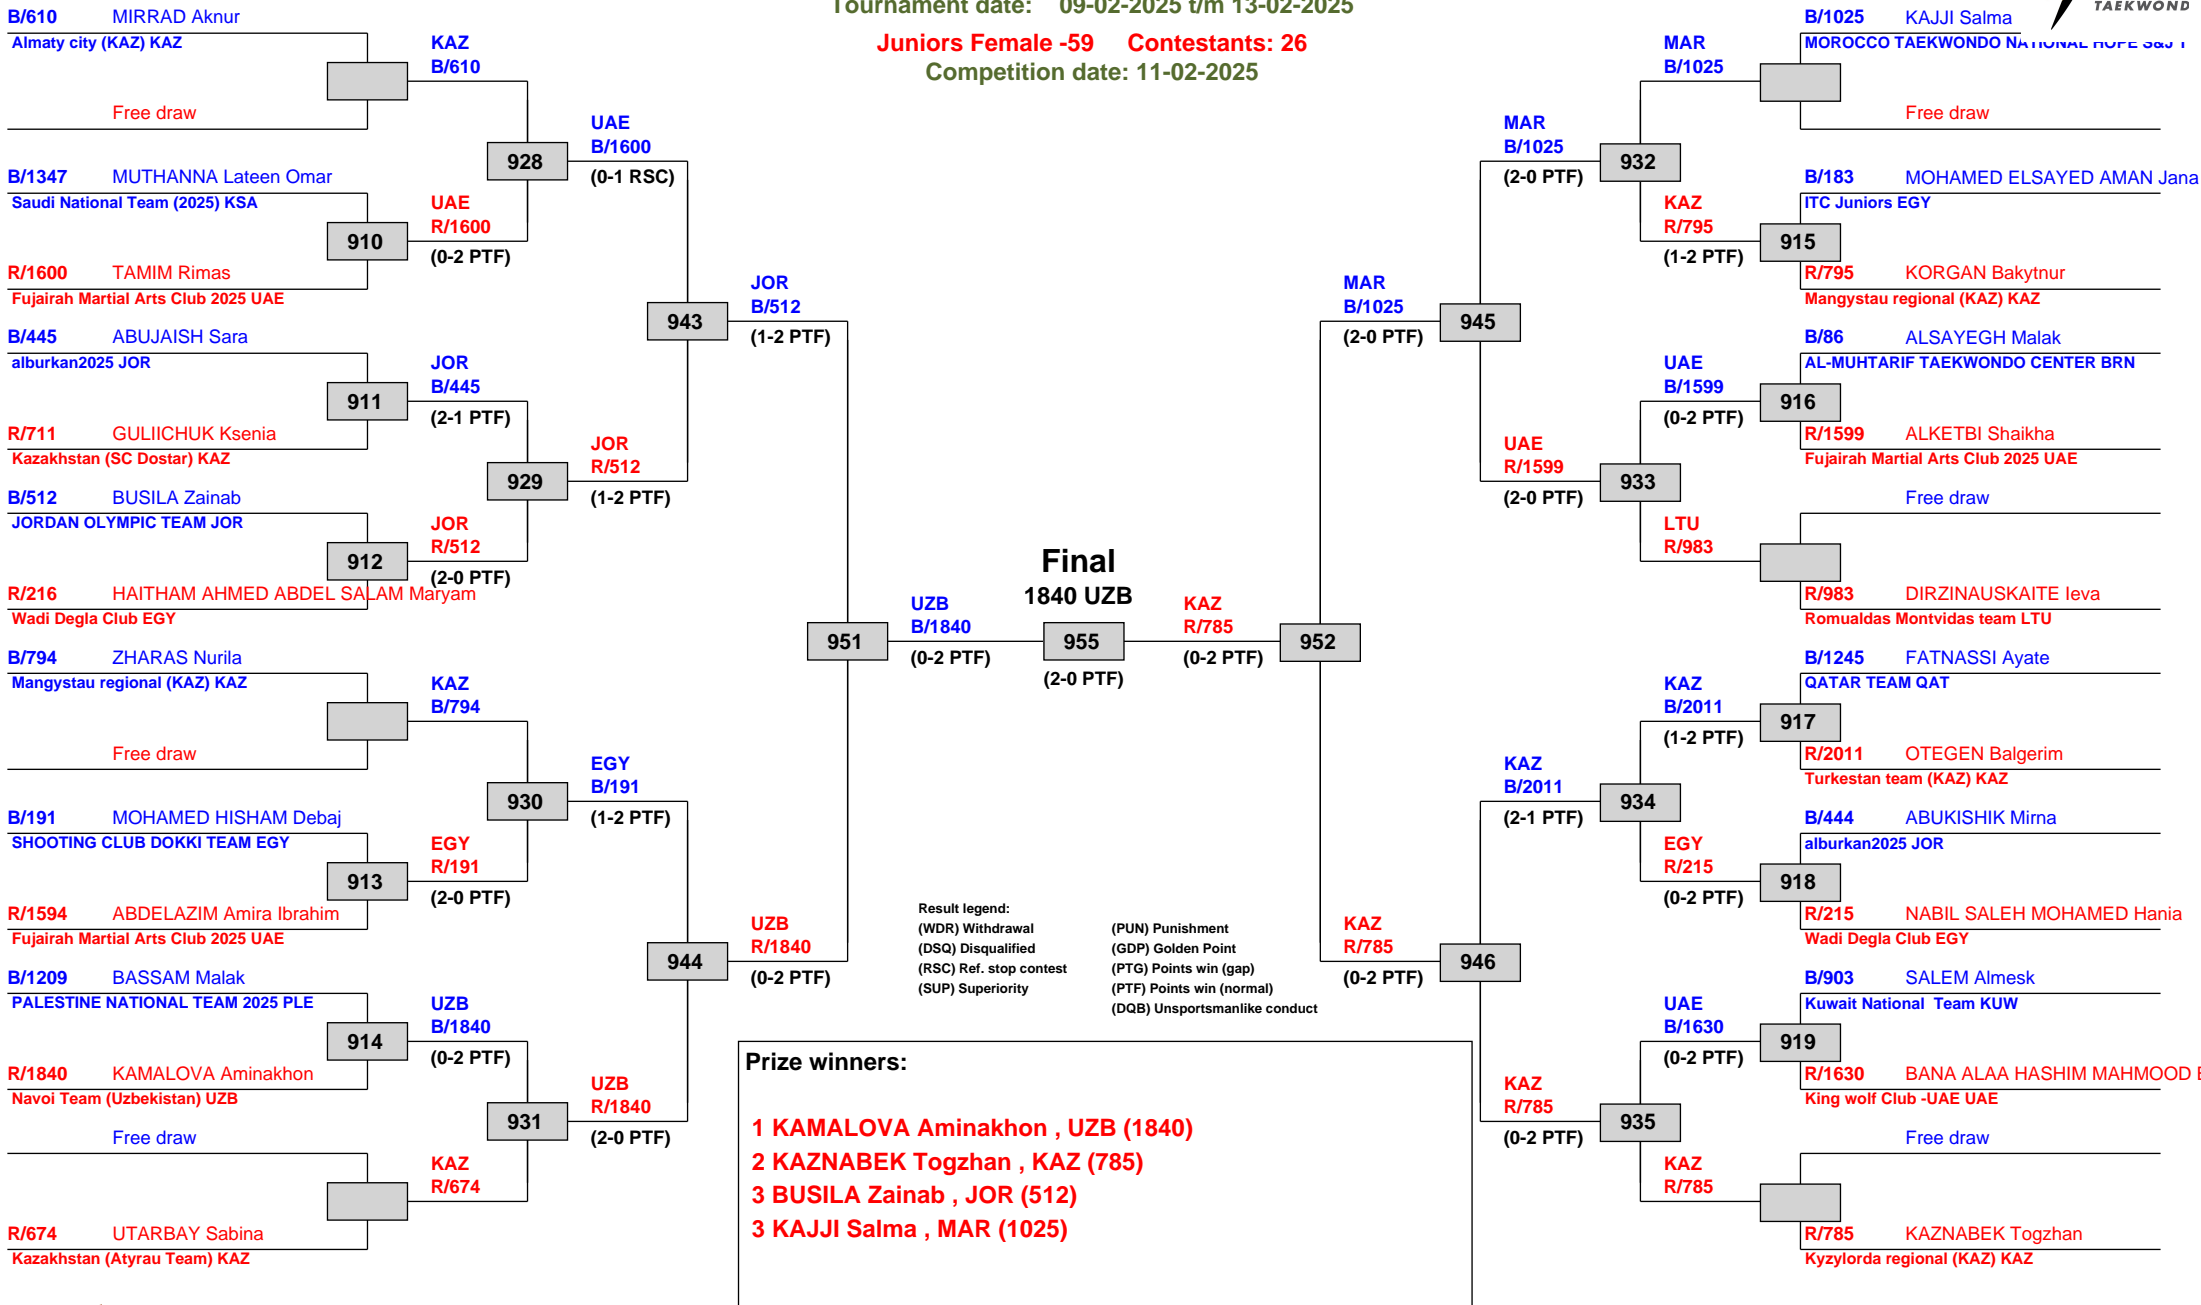 Tournament date: 09-02-2025 t/m 13-02-2025
Juniors Female -59 Contestants: 26
Competition date: 11-02-2025
TAEKWOND
B/610 MIRRAD Aknur
Almaty city (KAZ) KAZ
Free draw
B/1347 MUTHANNA Lateen Omar
Saudi National Team (2025) KSA
910
R/1600 TAMIM Rimas
Fujairah Martial Arts Club 2025 UAE
B/445 ABUJAISH Sara
alburkan2025 JOR
911
R/711 GULIICHUK Ksenia
Kazakhstan (SC Dostar) KAZ
B/512 BUSILA Zainab
JORDAN OLYMPIC TEAM JOR
912
R/216 HAITHAM AHMED ABDEL SALAM Maryam
Wadi Degla Club EGY
B/794 ZHARAS Nurila
Mangystau regional (KAZ) KAZ
Free draw
B/191 MOHAMED HISHAM Debaj
SHOOTING CLUB DOKKI TEAM EGY
913
R/1594 ABDELAZIM Amira Ibrahim
Fujairah Martial Arts Club 2025 UAE
B/1209 BASSAM Malak
PALESTINE NATIONAL TEAM 2025 PLE
914
R/1840 KAMALOVA Aminakhon
Navoi Team (Uzbekistan) UZB
Free draw
R/674 UTARBAY Sabina
Kazakhstan (Atyrau Team) KAZ
KAZ
B/610
928
UAE
R/1600
(0-2 PTF)
JOR
B/445
(2-1 PTF)
929
JOR
R/512
(2-0 PTF)
KAZ
B/794
930
EGY
R/191
(2-0 PTF)
UZB
B/1840
(0-2 PTF)
931
KAZ
R/674
UAE
B/1600
(0-1 RSC)
943
JOR
R/512
(1-2 PTF)
EGY
B/191
(1-2 PTF)
944
UZB
R/1840
(2-0 PTF)
JOR
B/512
(1-2 PTF)
951
UZB
R/1840
(0-2 PTF)
UZB
B/1840
(0-2 PTF)
Final
1840 UZB
955
(2-0 PTF)
KAZ
R/785
(0-2 PTF)
952
MAR
B/1025
(2-0 PTF)
KAZ
R/785
(0-2 PTF)
945
946
MAR
B/1025
(2-0 PTF)
UAE
R/1599
(2-0 PTF)
KAZ
B/2011
(2-1 PTF)
KAZ
R/785
(0-2 PTF)
932
933
934
935
MAR
B/1025
KAZ
R/795
(1-2 PTF)
UAE
B/1599
(0-2 PTF)
LTU
R/983
KAZ
B/2011
(1-2 PTF)
EGY
R/215
(0-2 PTF)
UAE
B/1630
(0-2 PTF)
KAZ
R/785
B/1025 KAJJI Salma
MOROCCO TAEKWONDO NATIONAL HOPE S&J
Free draw
B/183 MOHAMED ELSAYED AMAN Jana
ITC Juniors EGY
915
R/795 KORGAN Bakytnur
Mangystau regional (KAZ) KAZ
B/86 ALSAYEGH Malak
AL-MUHTARIF TAEKWONDO CENTER BRN
916
R/1599 ALKETBI Shaikha
Fujairah Martial Arts Club 2025 UAE
Free draw
R/983 DIRZINAUSKAITE Ieva
Romualdas Montvidas team LTU
B/1245 FATNASSI Ayate
QATAR TEAM QAT
917
R/2011 OTEGEN Balgerim
Turkestan team (KAZ) KAZ
B/444 ABUKISHIK Mirna
alburkan2025 JOR
918
R/215 NABIL SALEH MOHAMED Hania
Wadi Degla Club EGY
B/903 SALEM Almesk
Kuwait National Team KUW
919
R/1630 BANA ALAA HASHIM MAHMOOD
King wolf Club -UAE UAE
Free draw
R/785 KAZNABEK Togzhan
Kyzylorda regional (KAZ) KAZ
Result legend:
(WDR) Withdrawal
(DSQ) Disqualified
(RSC) Ref. stop contest
(SUP) Superiority
(PUN) Punishment
(GDP) Golden Point
(PTG) Points win (gap)
(PTF) Points win (normal)
(DQB) Unsportsmanlike conduct
Prize winners:
1 KAMALOVA Aminakhon , UZB (1840)
2 KAZNABEK Togzhan , KAZ (785)
3 BUSILA Zainab , JOR (512)
3 KAJJI Salma , MAR (1025)